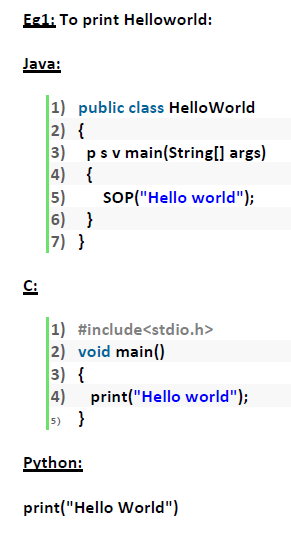 Eg1: To print Helloworld:
Java:
1) public class HelloWorld
2) {
3) p s v main(String[] args)
4) {
5) SOP("Hello world");
6) }
7) }
C:
1) #include<stdio.h>
2) void main()
3) {
4) print("Hello world");
5) }
Python:
print("Hello World")